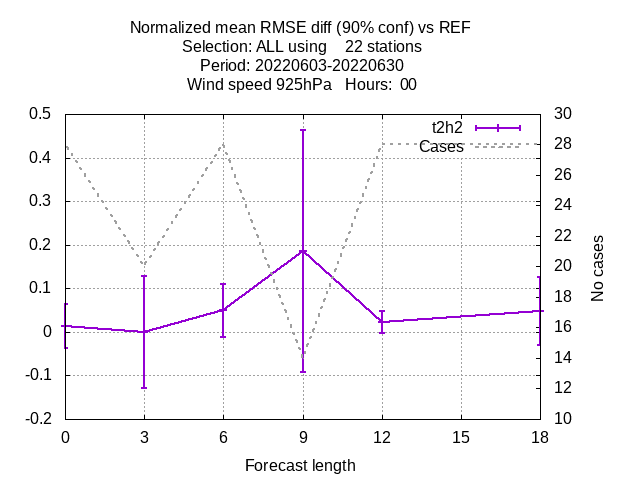 Normalized mean RMSE diff (90% conf) vs REF
Selection: ALL using    22 stations
Period: 20220603-20220630
Wind speed 925hPa   Hours:  00
0.5
0.4
0.3
0.2
0.1
0
-0.1
-0.2
30
28
26
24
22
20
18
16
14
12
10
t2h2
Cases
No cases
0 3 6 9 12 15 18
Forecast length